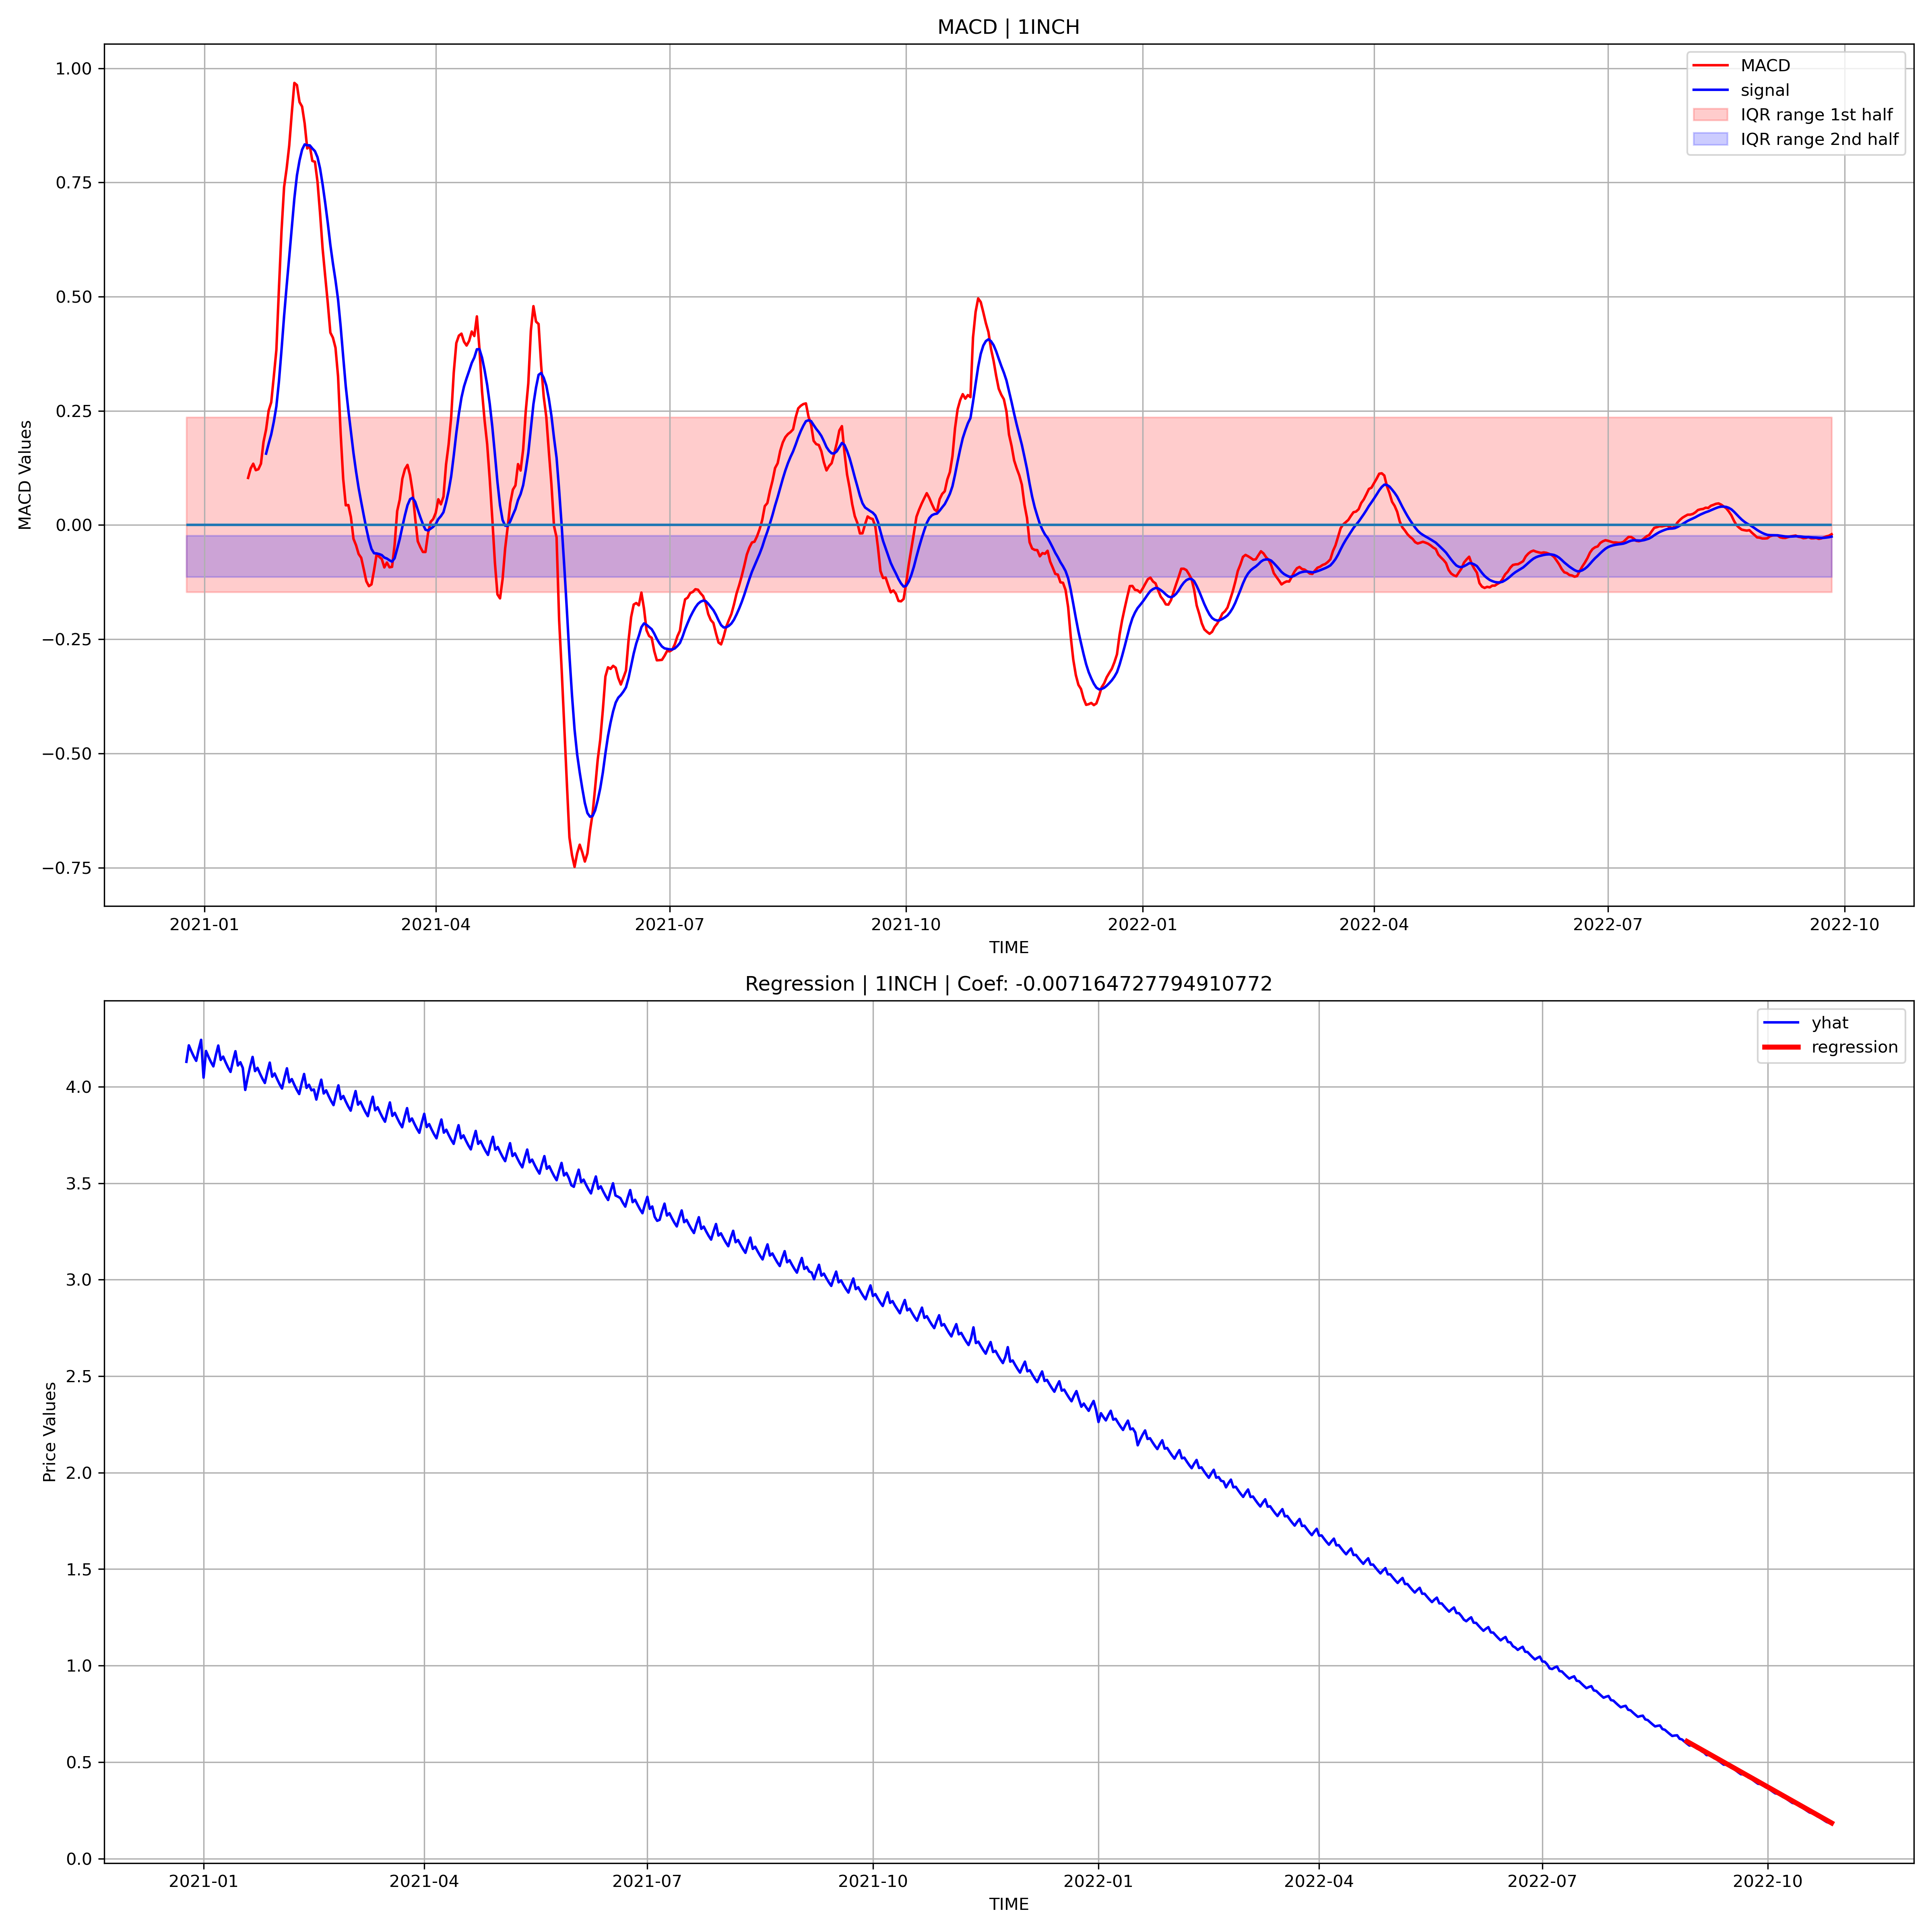 MACD | 1INCH
MACD
signal
IQR range 1st half
IQR range 2nd half
MACD Values
1.00
0.75
0.50
0.25
0.00
−0.25
−0.50
−0.75
2021-01 2021-04 2021-07 2021-10 2022-01 2022-04 2022-07 2022-10
TIME
Regression | 1INCH | Coef: -0.007164727794910772
yhat
regression
Price Values
4.0
3.5
3.0
2.5
2.0
1.5
1.0
0.5
0.0
2021-01 2021-04 2021-07 2021-10 2022-01 2022-04 2022-07 2022-10
TIME